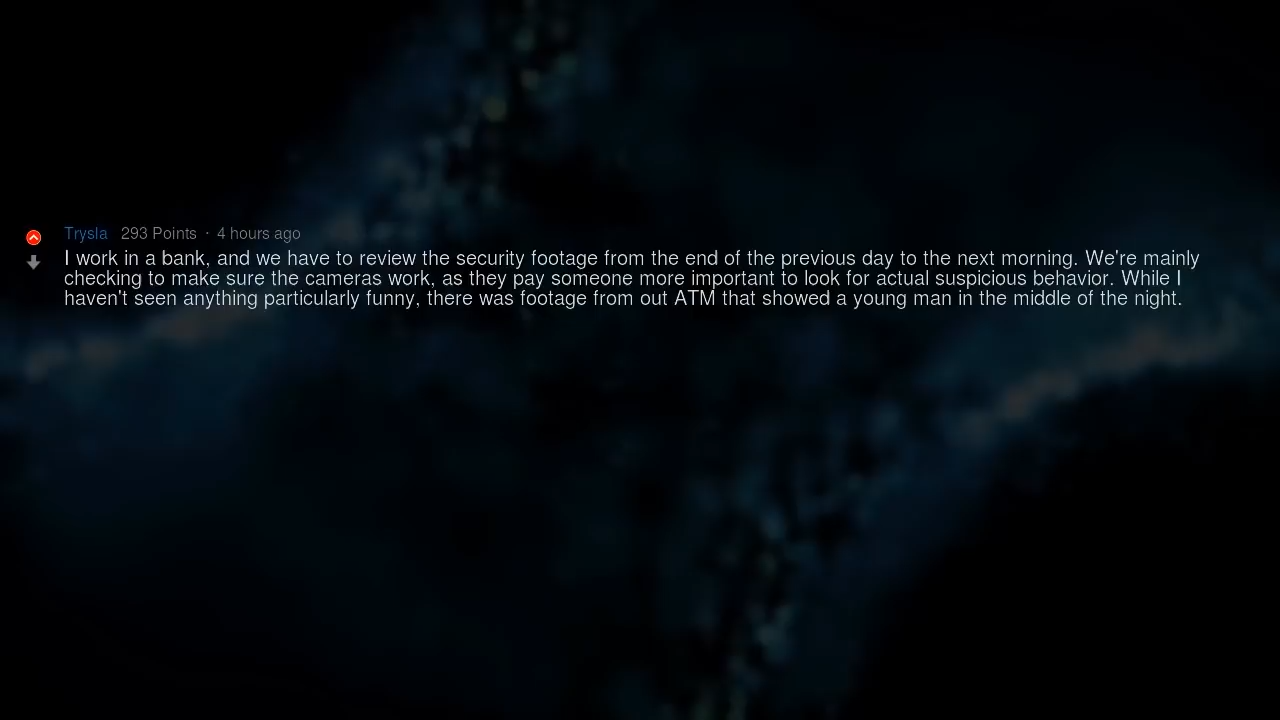 Trysla 293 Points · 4 hours ago
I work in a bank, and we have to review the security footage from the end of the previous day to the next morning. We're mainly
checking to make sure the cameras work, as they pay someone more important to look for actual suspicious behavior. While I
haven't seen anything particularly funny, there was footage from out ATM that showed a young man in the middle of the night.